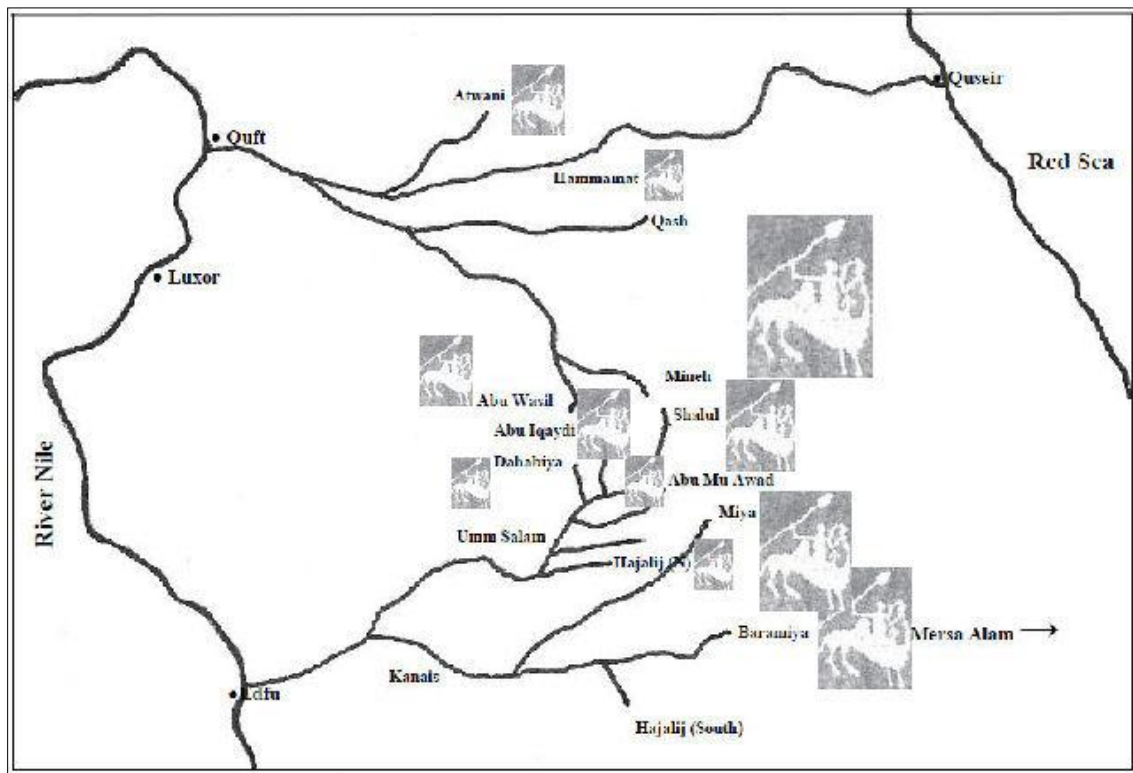 Quseir
Atwani
Quft
Red Sea
Hammamat
Qash
Luxor
Mineh
Abu Wasil
Shalul
Abu Iqaydi
Dahabiya
Abu Mu Awad
Miya
River Nile
Umm Salam
Hajalij (N)
Baramiya
Mersa Alam
Kanais
Edfu
Hajalij (South)